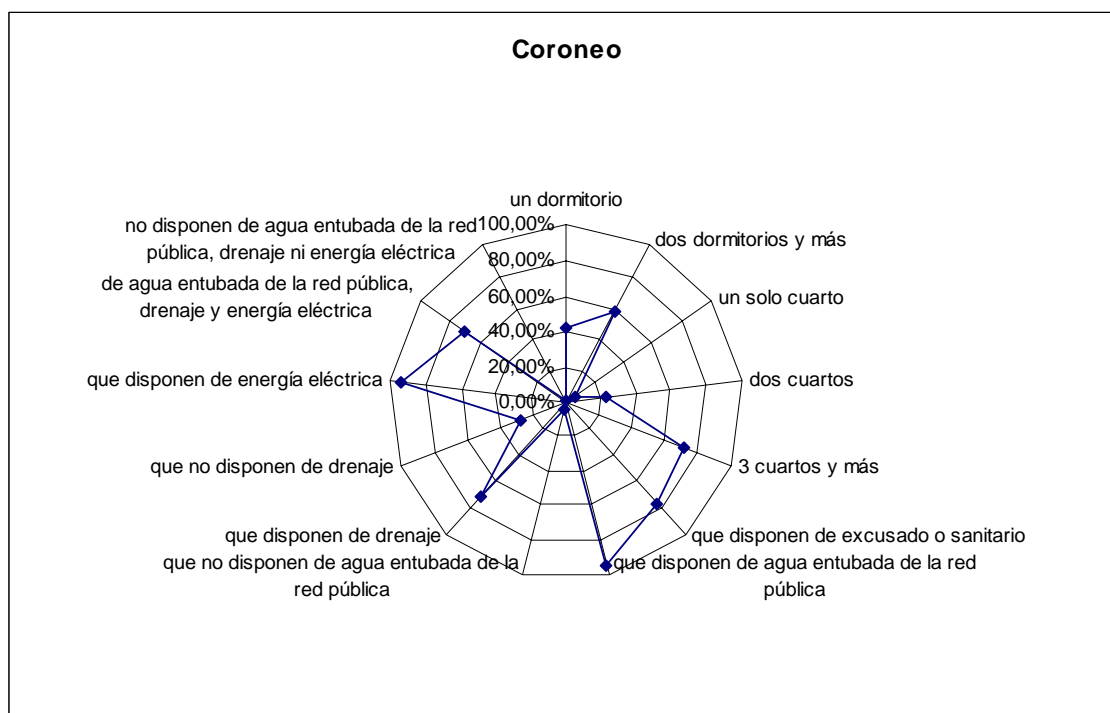 Coroneo
un dormitorio
dos dormitorios y más
un solo cuarto
dos cuartos
3 cuartos y más
que disponen de excusado o sanitario
que disponen de agua entubada de la red
pública
que no disponen de agua entubada de la
red pública
que disponen de drenaje
que no disponen de drenaje
que disponen de energía eléctrica
de agua entubada de la red pública,
drenaje y energía eléctrica
no disponen de agua entubada de la red
pública, drenaje ni energía eléctrica
100,00%
80,00%
60,00%
40,00%
20,00%
0,00%